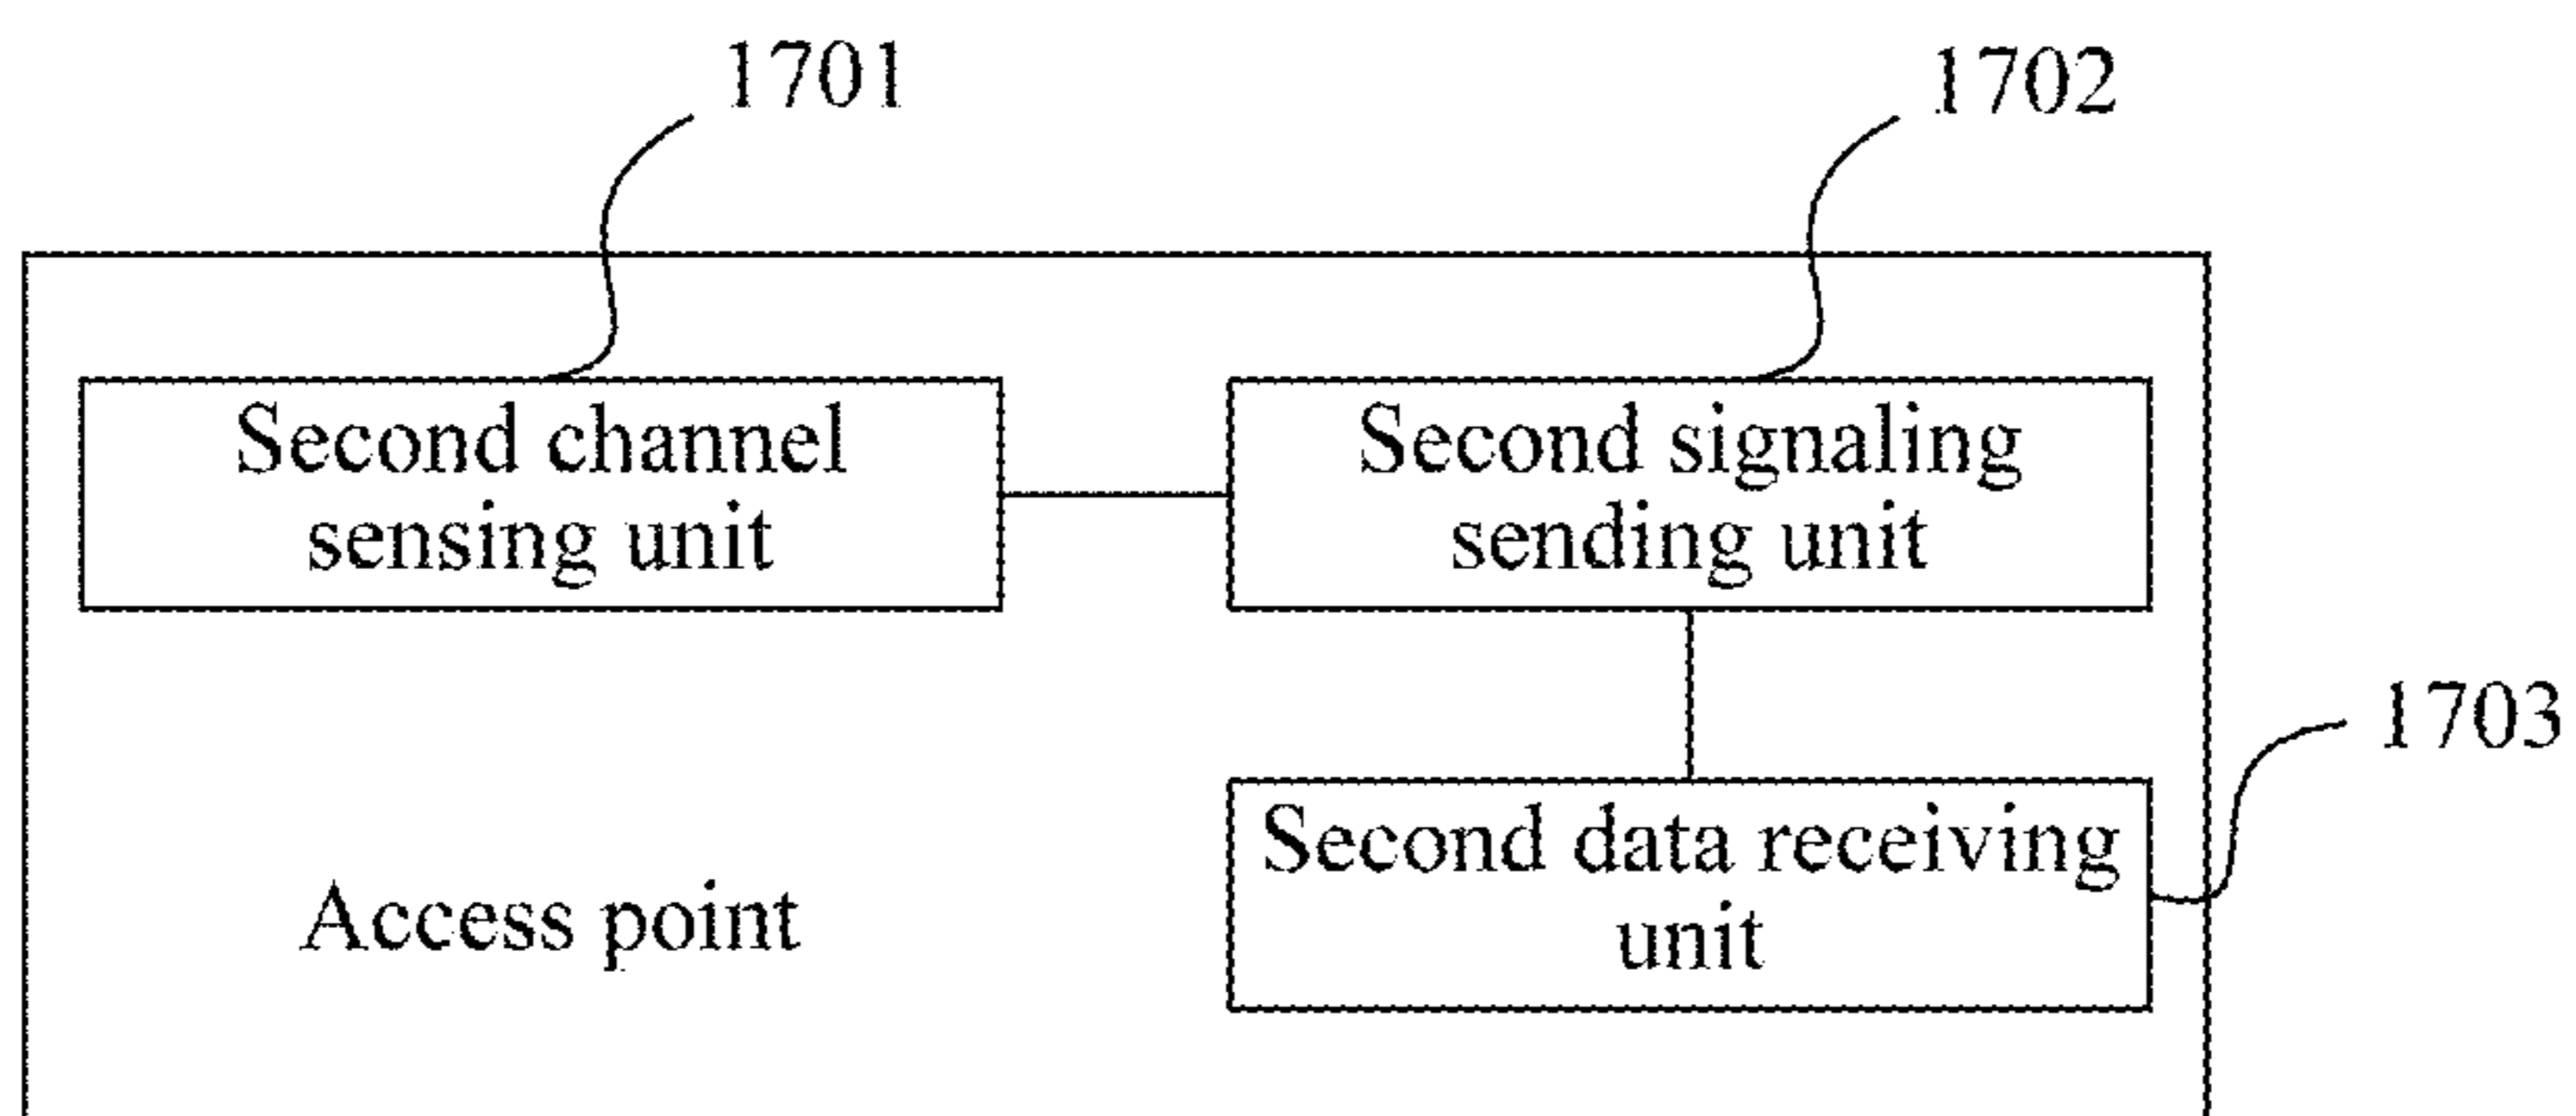 1701
1702
Second channel
sensing unit
Second signaling
sending unit
1703
Second data receiving
unit
Access point